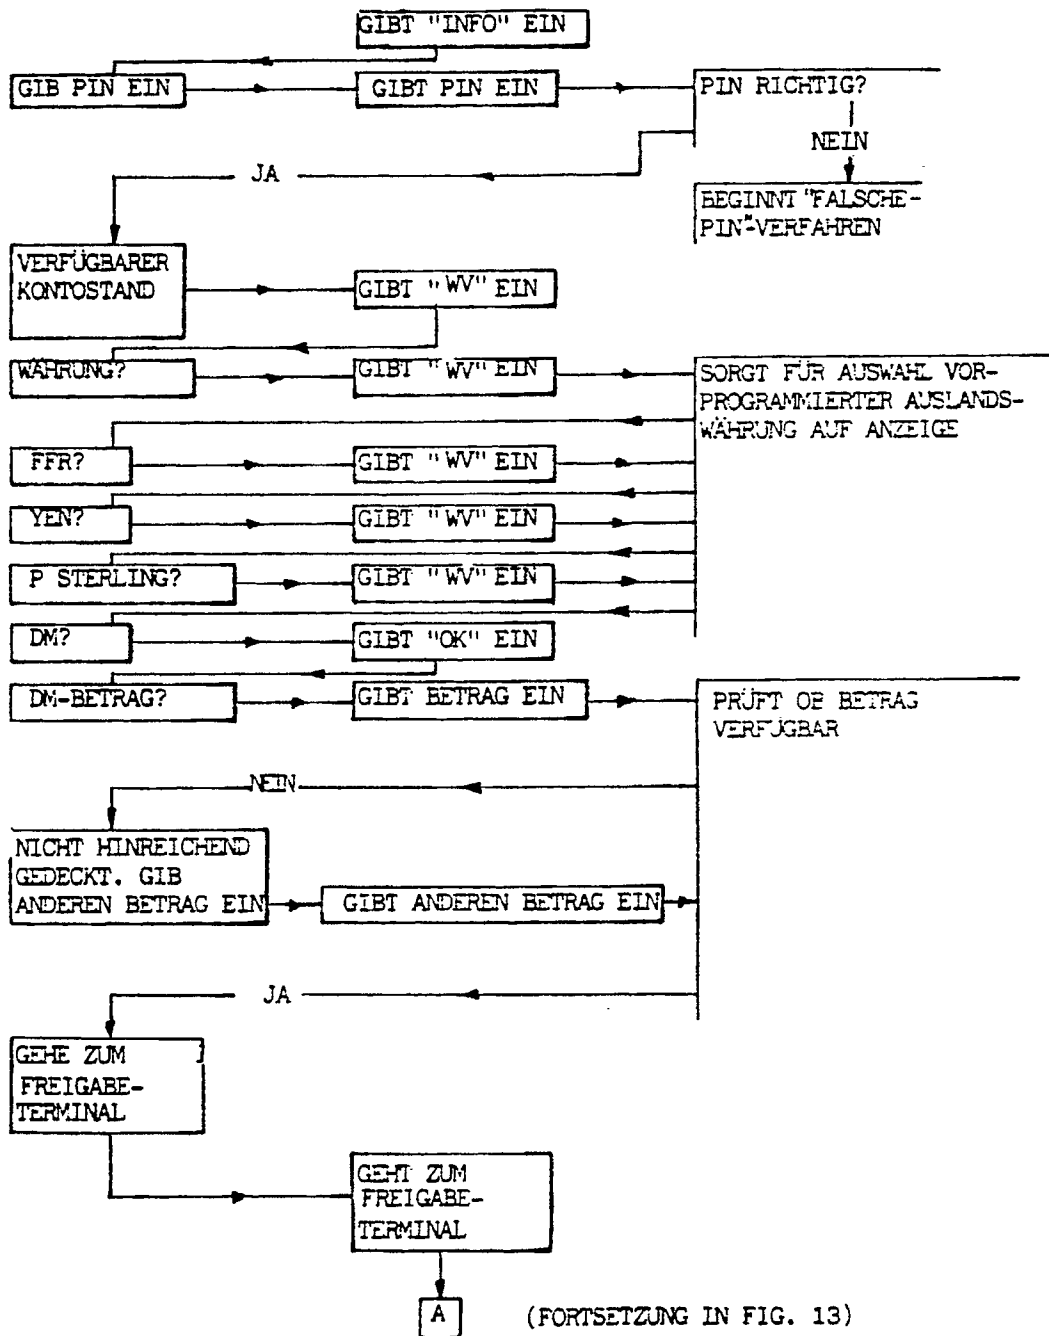 GIBT "INFO" EIN
GIB PIN EIN
GIBT PIN EIN
PIN RICHTIG?
NEIN
JA
BEGINNT "FALSCHE-
PIN"-VERFAHREN
VERFÜGBARER
KONTOSTAND
GIBT "WV" EIN
WÄHRUNG?
GIBT "WV" EIN
SORGT FÜR AUSWAHL VOR-
PROGRAMMIERTER AUSLANDS-
WÄHRUNG AUF ANZEIGE
FFR?
GIBT "WV" EIN
YEN?
GIBT "WV" EIN
P STERLING?
GIBT "WV" EIN
DM?
GIBT "OK" EIN
DM-BETRAG?
GIBT BETRAG EIN
PRÜFT OB BETRAG
VERFÜGBAR
NEIN
NICHT HINREICHEND
GEDECKT. GIB
ANDEREN BETRAG EIN
GIBT ANDEREN BETRAG EIN
JA
GEHE ZUM
FREIGABE-
TERMINAL
GEHT ZUM
FREIGABE-
TERMINAL
A
(FORTSETZUNG IN FIG. 13)